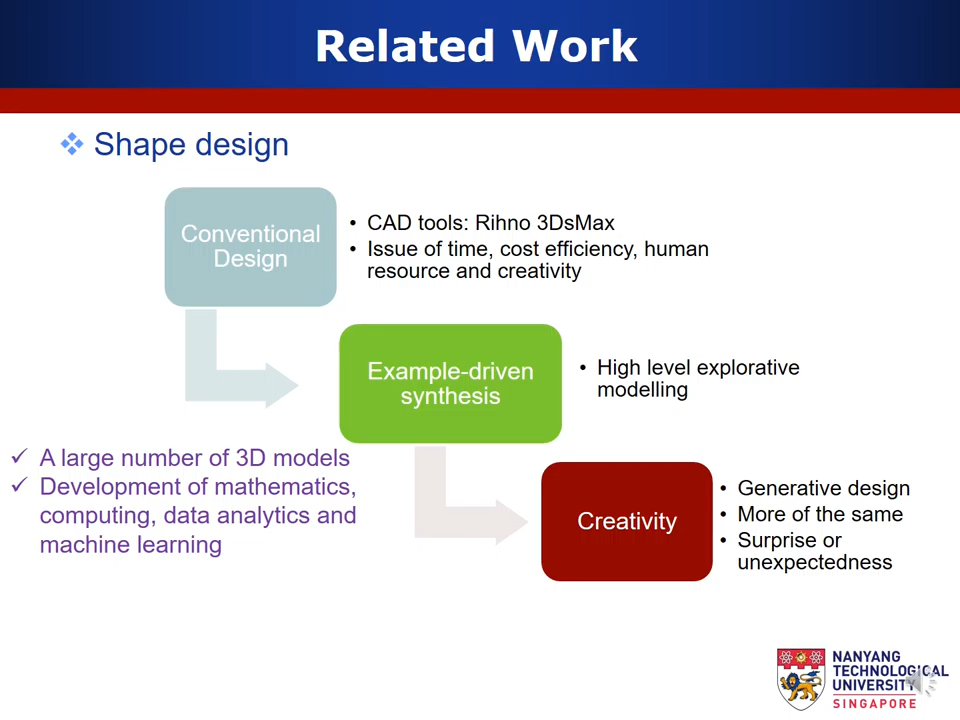 Related Work
❖ Shape design
Conventional
Design
• CAD tools: Rihno 3DsMax
• Issue of time, cost efficiency, human
resource and creativity
Example-driven
synthesis
• High level explorative
modelling
✓ A large number of 3D models
✓ Development of mathematics,
computing, data analytics and
machine learning
Creativity
• Generative design
• More of the same
• Surprise or
unexpectedness
NANYANG
TECHNOLOGICAL
UNIVERSITY
SINGAPORE